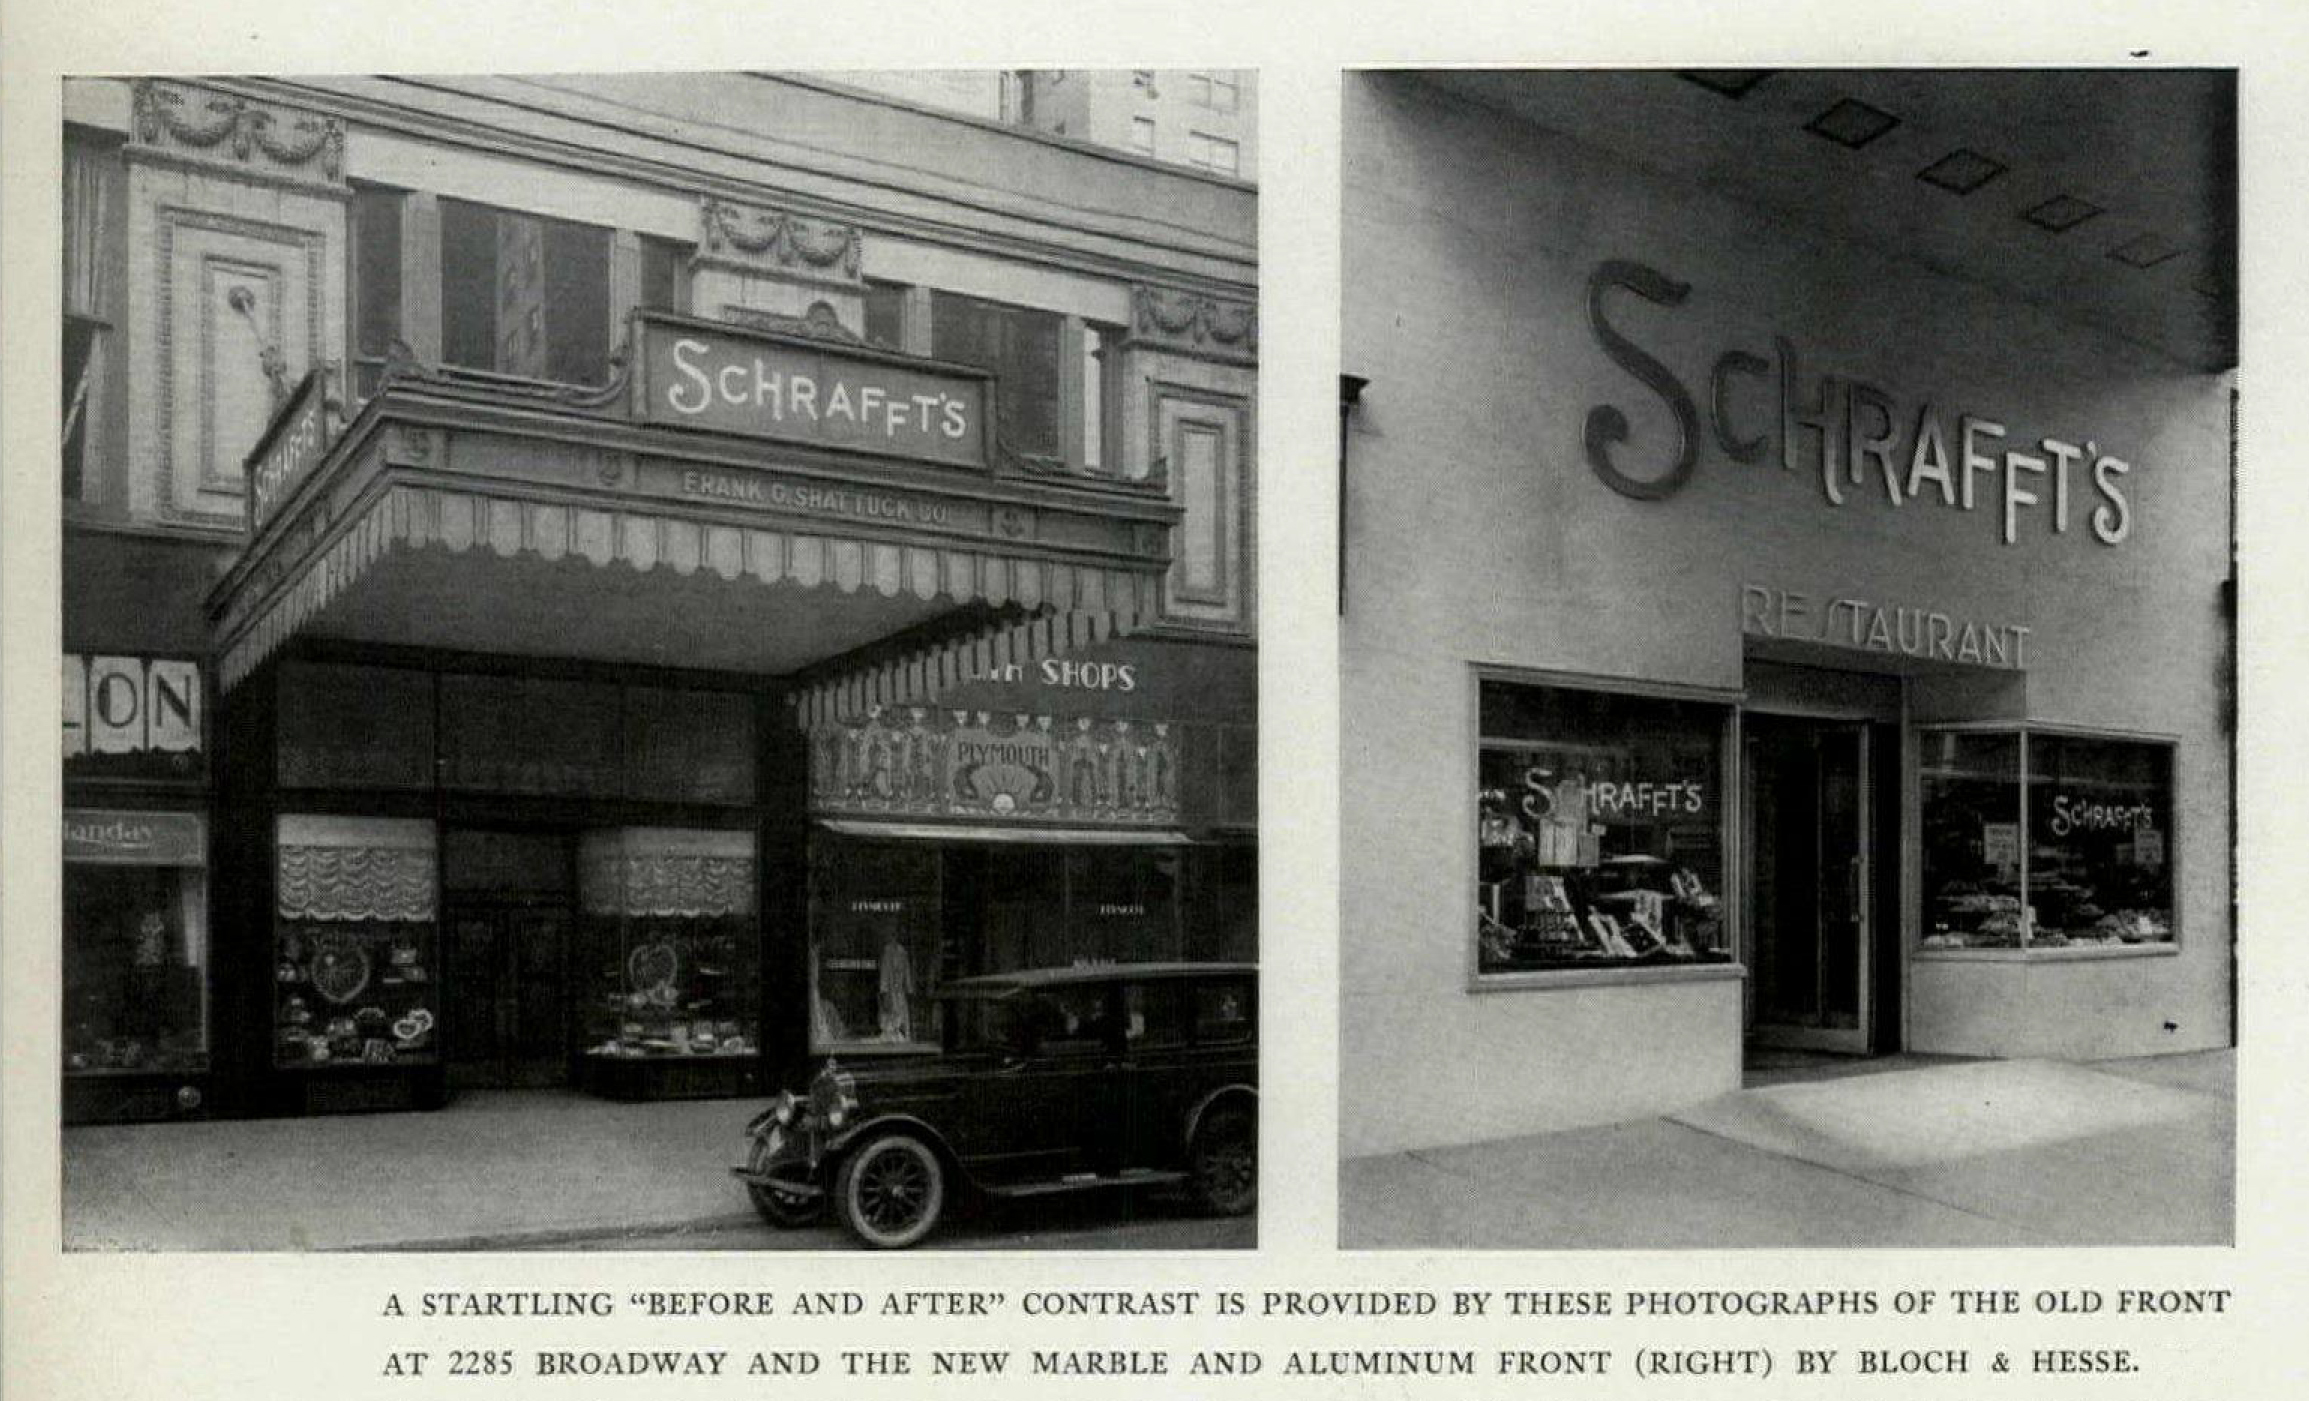 SCHRAFFT'S
SCHRAFFT'S
FRANK G. SHATTUCK CO.
SHOPS
PLYMOUTH
LON
landay
PLYMOUTH
SCHRAFFT'S
RESTAURANT
SCHRAFFT'S
SCHRAFFT'S
A STARTLING “BEFORE AND AFTER” CONTRAST IS PROVIDED BY THESE PHOTOGRAPHS OF THE OLD FRONT
AT 2285 BROADWAY AND THE NEW MARBLE AND ALUMINUM FRONT (RIGHT) BY BLOCH & HESSE.